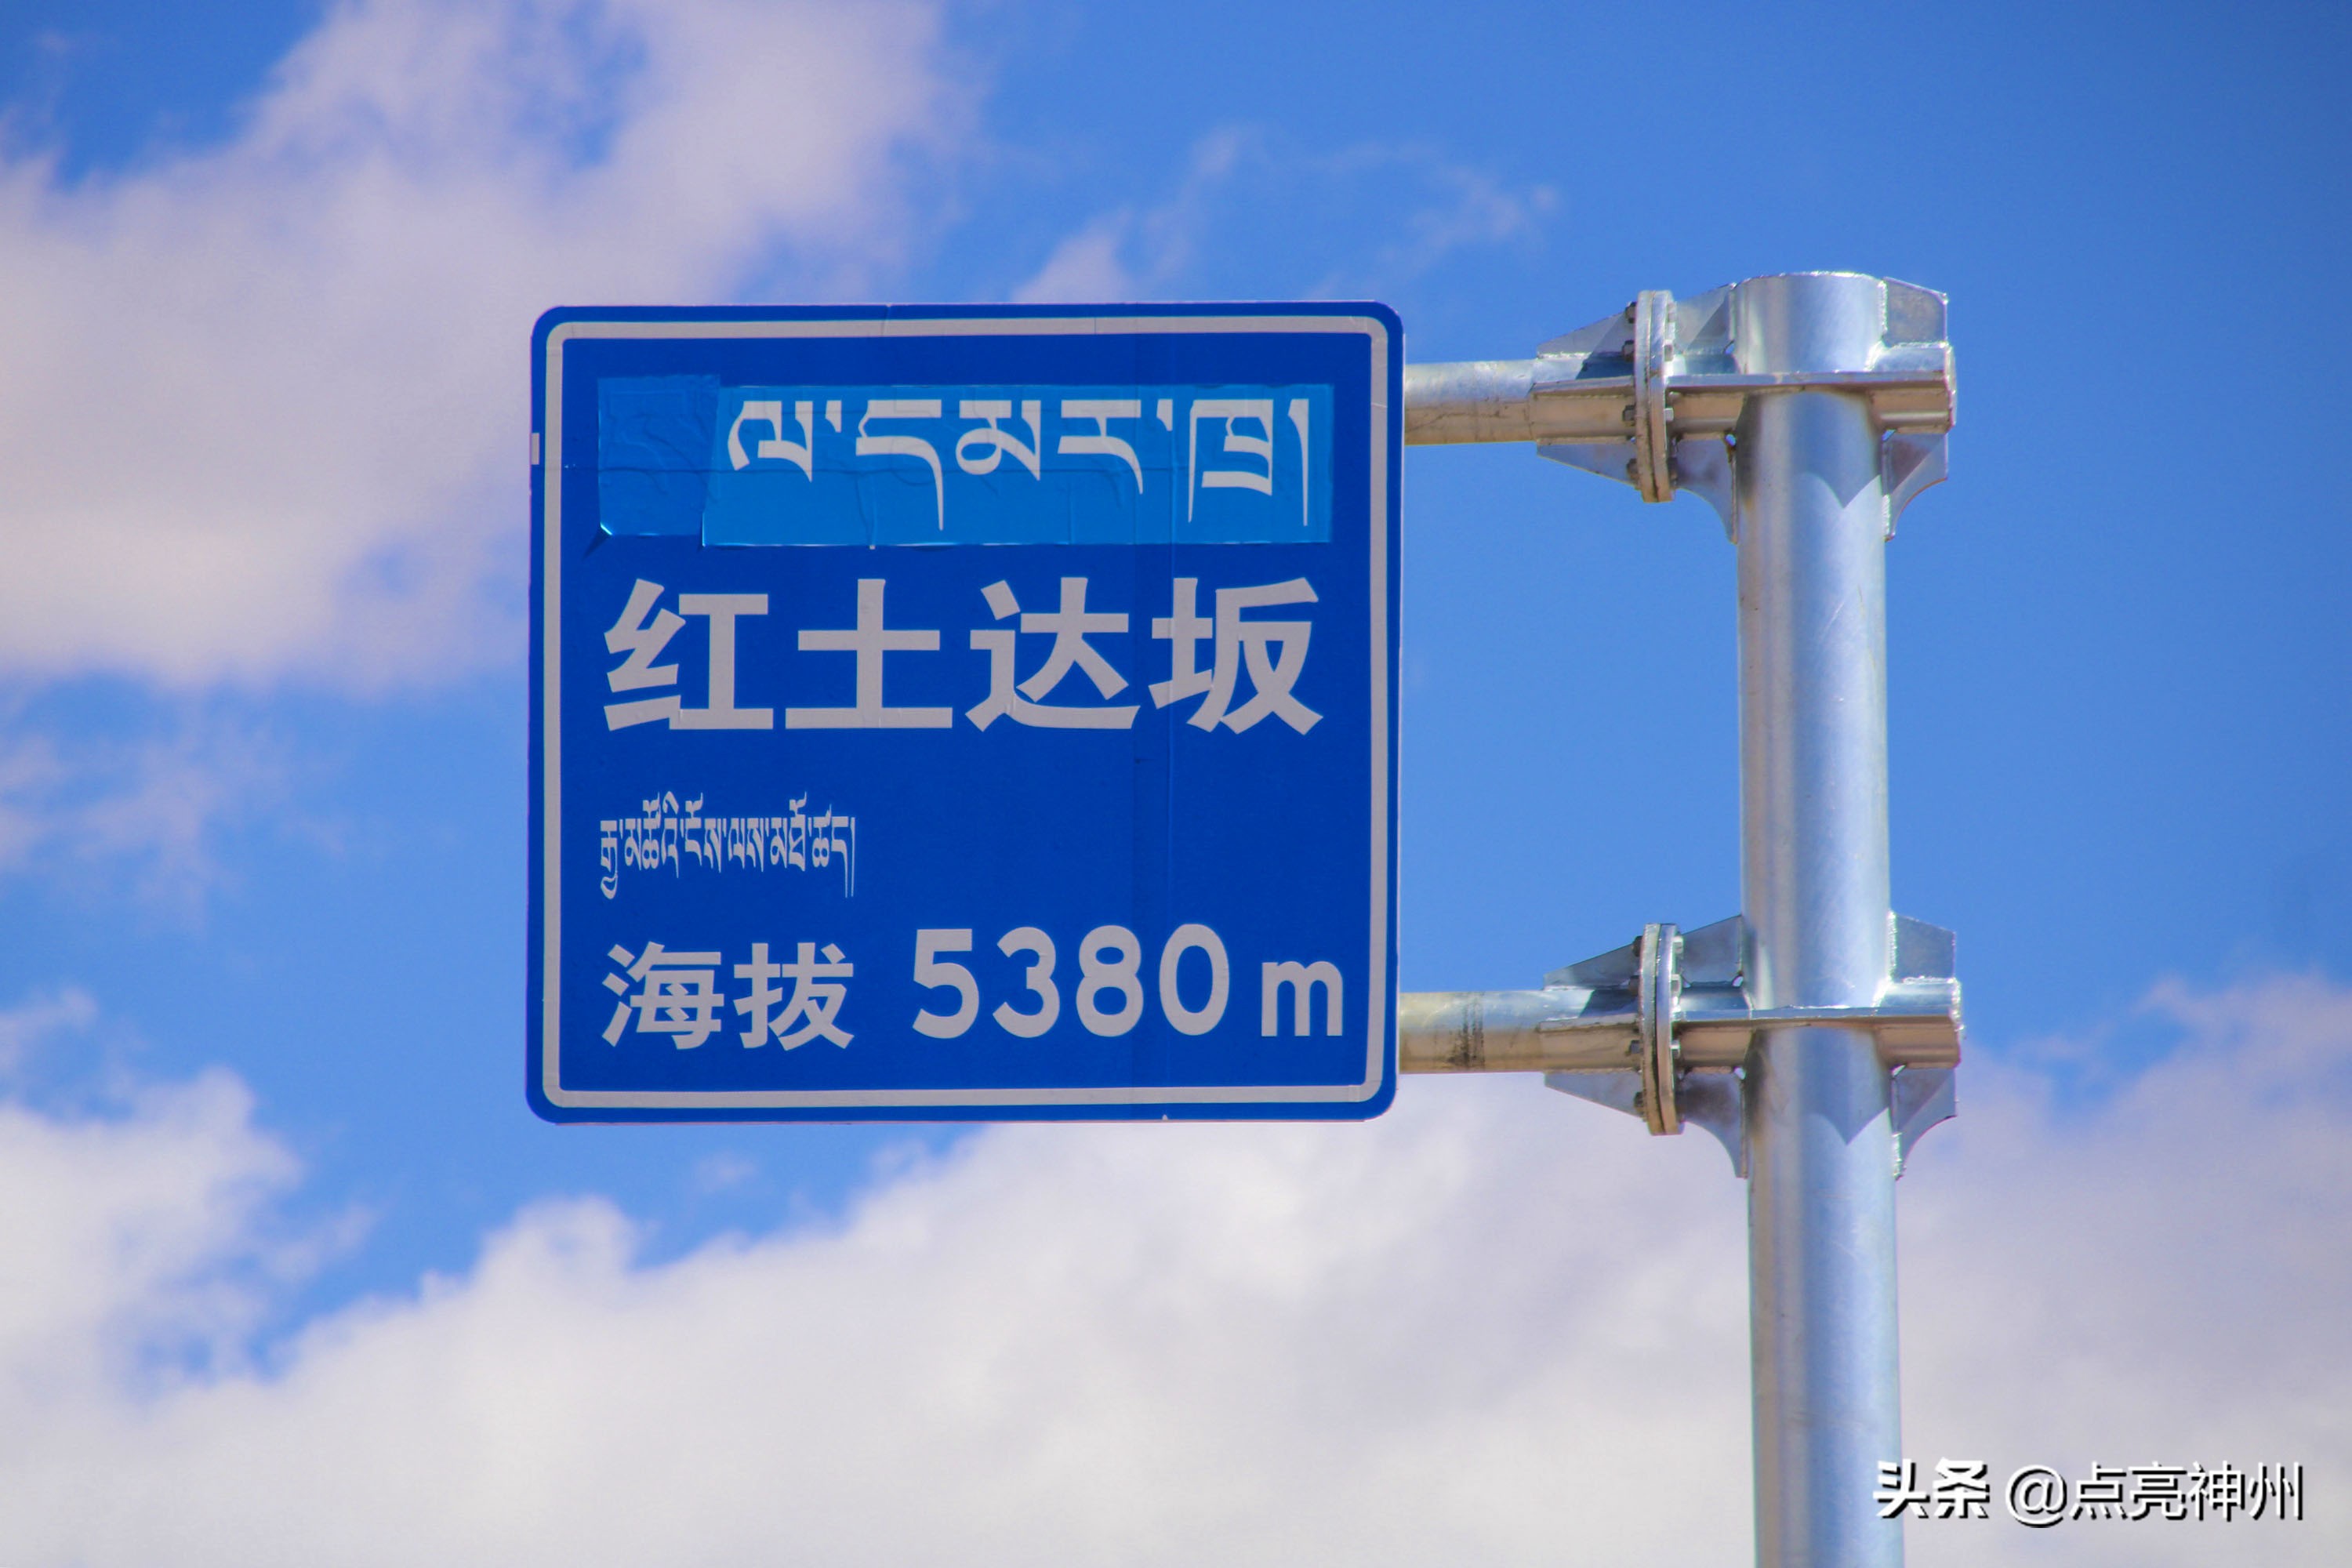 ལ་དམར་ཁྲ།
红土达坂
རྒྱ་མཚོའི་ངོས་ལས་མཐོ་ཚད།
海拔 5380 m
头条 @点亮神州